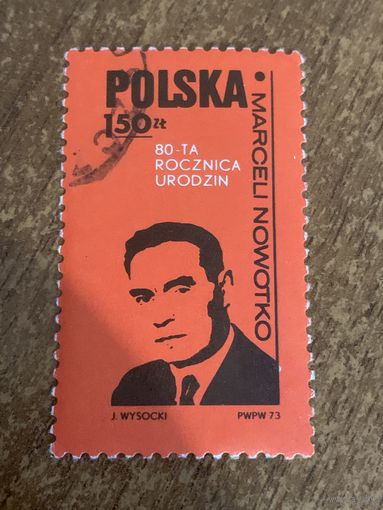 POLSKA
1,50 ZŁ
80-TA
ROCZNICA
URODZIN
• MARCELI NOWOTKO
J. WYSOCKI
PWPW 73